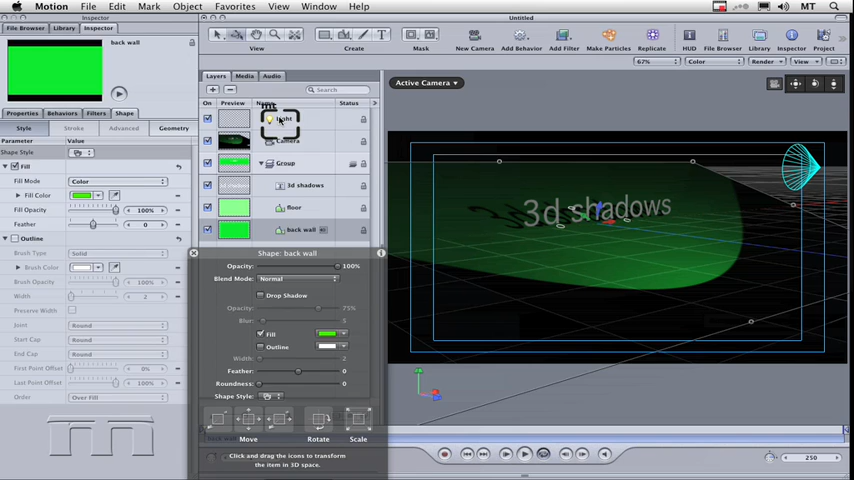 Motion File Edit Mark Object Favorites View Window Help MT
Inspector
Untitled
File Browser Library Inspector
back wall
View Create Mask New Camera Add Behavior Add Filter Make Particles Replicate HUD File Browser Library Inspector Project
67% Color Render View
Layers Media Audio
Search
Active Camera
On Preview Name Status
mt
Light
Camera
Group
3d shadows
floor
back wall
Properties Behaviors Filters Shape
Style Stroke Advanced Geometry
Parameter Value
Shape Style
Fill
Fill Mode Color
Fill Color
Fill Opacity 100%
Feather 0
Outline
Brush Type Solid
Brush Color
Brush Opacity 100%
Width 2
Preserve Width
Joint Round
Start Cap Round
End Cap Round
First Point Offset 0%
Last Point Offset 100%
Order Over Fill
Shape: back wall
Opacity: 100%
Blend Mode: Normal
Drop Shadow
Opacity: 75%
Blur: 5
Fill
Outline
Width: 2
Feather: 0
Roundness: 0
Shape Style:
Move Rotate Scale
Click and drag the icons to transform
the item in 3D space.
3d shadows
back wall
250